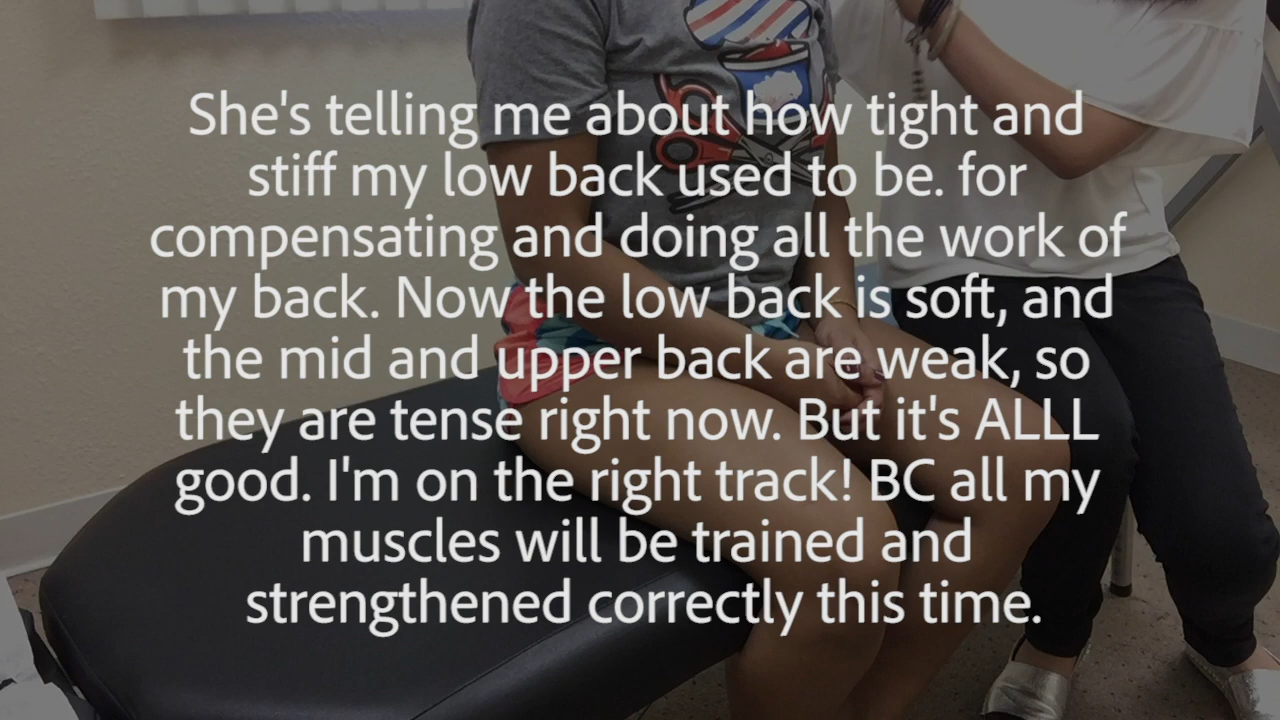 She's telling me about how tight and
stiff my low back used to be. for
compensating and doing all the work of
my back. Now the low back is soft, and
the mid and upper back are weak, so
they are tense right now. But it's ALLL
good. I'm on the right track! BC all my
muscles will be trained and
strengthened correctly this time.